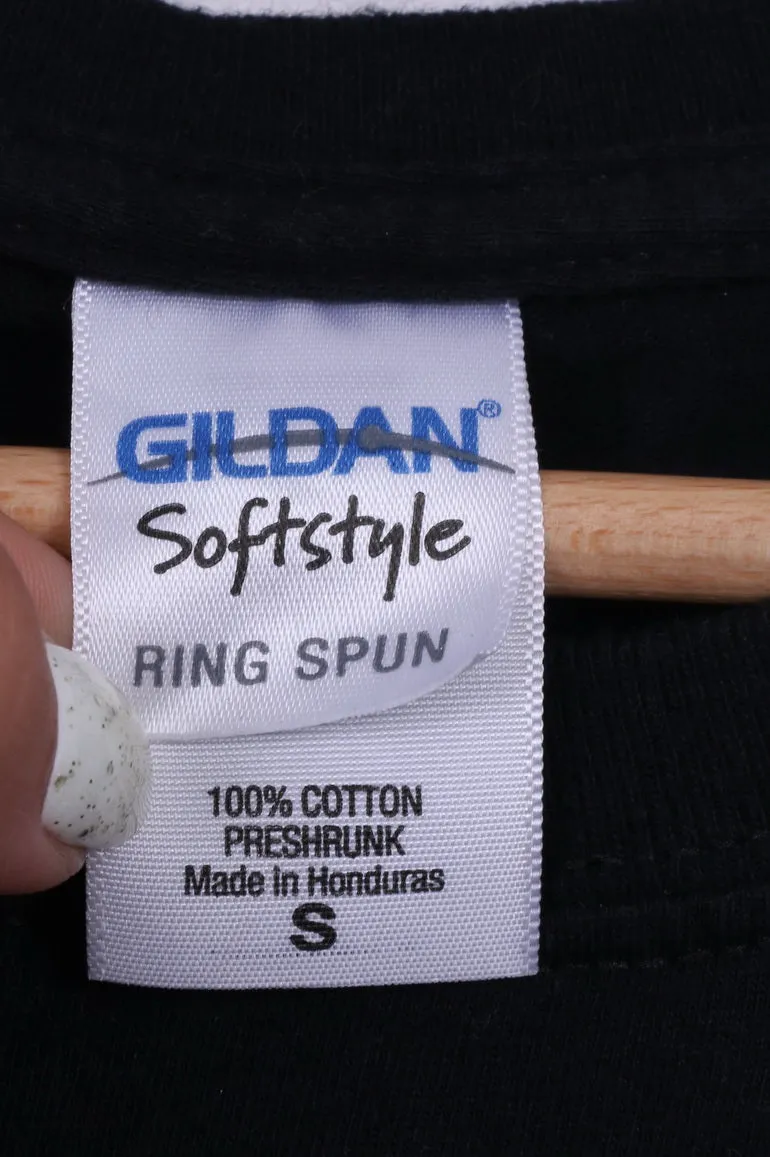 GILDAN®
Softstyle
RING SPUN
100% COTTON
PRESHRUNK
Made in Honduras
S